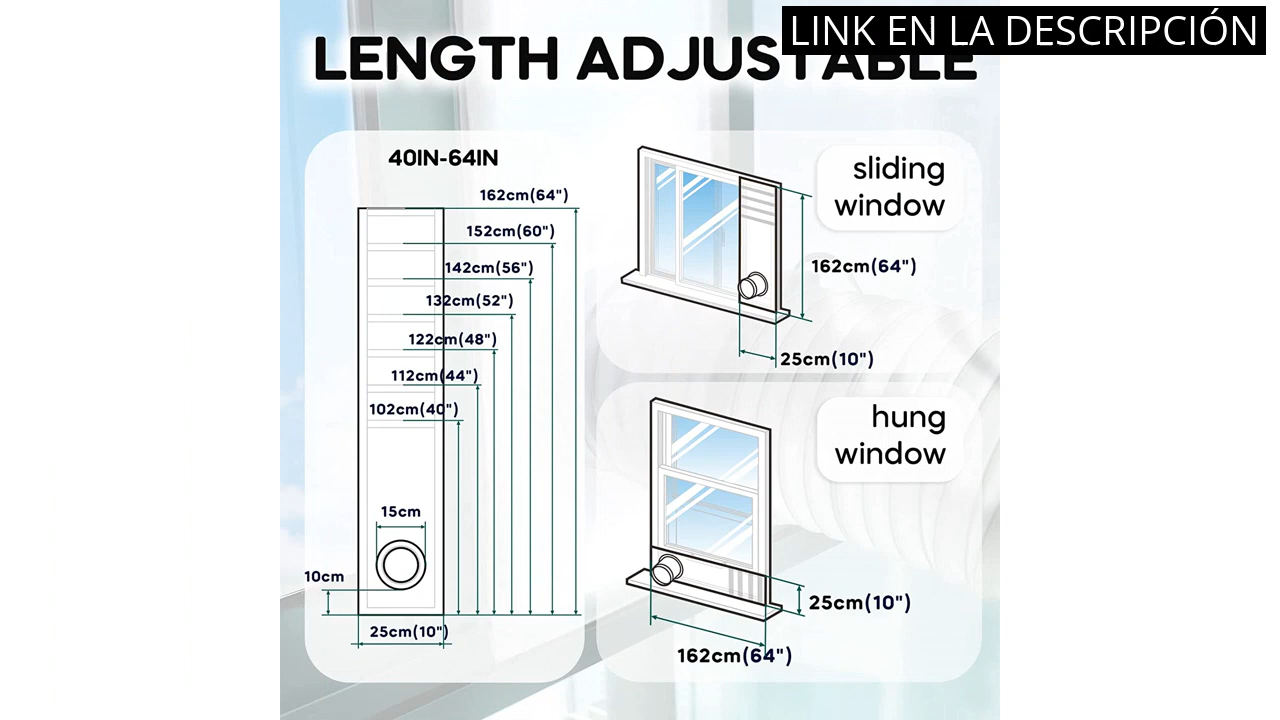 LINK EN LA DESCRIPCIÓN
LENGTH ADJUSTABLE
40IN-64IN
162cm(64")
152cm(60")
142cm(56")
132cm(52")
122cm(48")
112cm(44")
102cm(40")
15cm
10cm
25cm(10")
sliding
window
162cm(64")
25cm(10")
hung
window
25cm(10")
162cm(64")